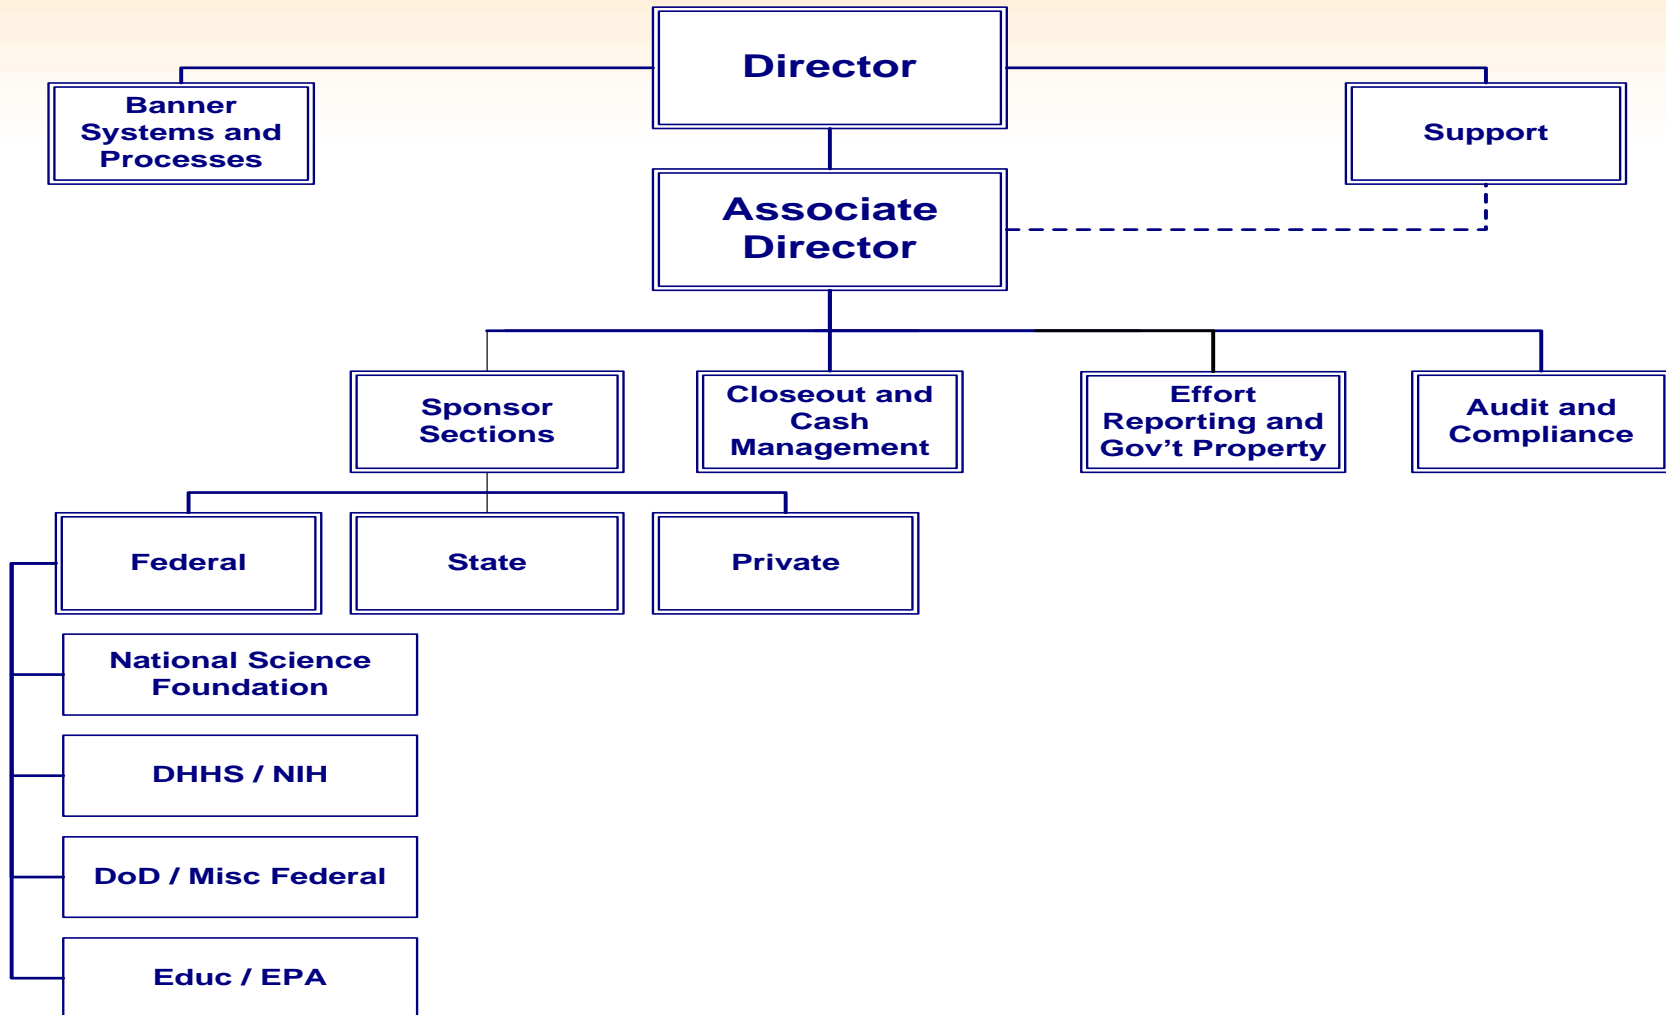 Director
Banner
Systems and
Processes
Support
Associate
Director
Sponsor
Sections
Closeout and
Cash
Management
Effort
Reporting and
Gov’t Property
Audit and
Compliance
Federal
State
Private
National Science
Foundation
DHHS / NIH
DoD / Misc Federal
Educ / EPA